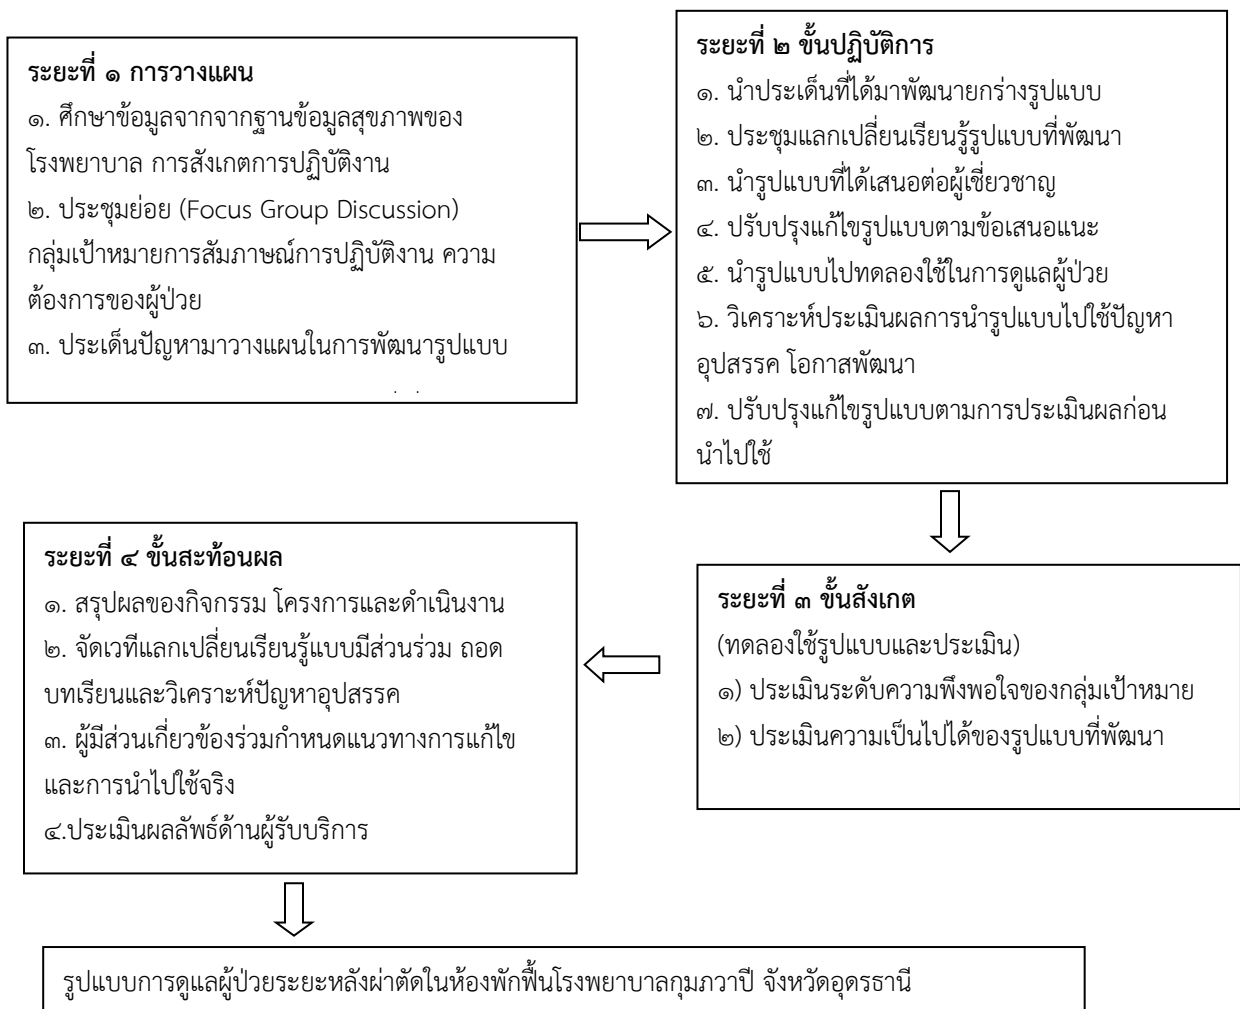 ระยะที่ ๑ การวางแผน
๑. ศึกษาข้อมูลจากจากฐานข้อมูลสุขภาพของ
โรงพยาบาล การสังเกตการปฏิบัติงาน
๒. ประชุมย่อย (Focus Group Discussion)
กลุ่มเป้าหมายการสัมภาษณ์การปฏิบัติงาน ความ
ต้องการของผู้ป่วย
๓. ประเด็นปัญหามาวางแผนในการพัฒนารูปแบบ
ระยะที่ ๒ ขั้นปฏิบัติการ
๑. นำประเด็นที่ได้มาพัฒนายกร่างรูปแบบ
๒. ประชุมแลกเปลี่ยนเรียนรู้รูปแบบที่พัฒนา
๓. นำรูปแบบที่ได้เสนอต่อผู้เชี่ยวชาญ
๔. ปรับปรุงแก้ไขรูปแบบตามข้อเสนอแนะ
๕. นำรูปแบบไปทดลองใช้ในการดูแลผู้ป่วย
๖. วิเคราะห์ประเมินผลการนำรูปแบบไปใช้ปัญหา
อุปสรรค โอกาสพัฒนา
๗. ปรับปรุงแก้ไขรูปแบบตามการประเมินผลก่อน
นำไปใช้
ระยะที่ ๓ ขั้นสังเกต
(ทดลองใช้รูปแบบและประเมิน)
๑) ประเมินระดับความพึงพอใจของกลุ่มเป้าหมาย
๒) ประเมินความเป็นไปได้ของรูปแบบที่พัฒนา
ระยะที่ ๔ ขั้นสะท้อนผล
๑. สรุปผลของกิจกรรม โครงการและดำเนินงาน
๒. จัดเวทีแลกเปลี่ยนเรียนรู้แบบมีส่วนร่วม ถอด
บทเรียนและวิเคราะห์ปัญหาอุปสรรค
๓. ผู้มีส่วนเกี่ยวข้องร่วมกำหนดแนวทางการแก้ไข
และการนำไปใช้จริง
๔.ประเมินผลลัพธ์ด้านผู้รับบริการ
รูปแบบการดูแลผู้ป่วยระยะหลังผ่าตัดในห้องพักฟื้นโรงพยาบาลกุมภวาปี จังหวัดอุดรธานี